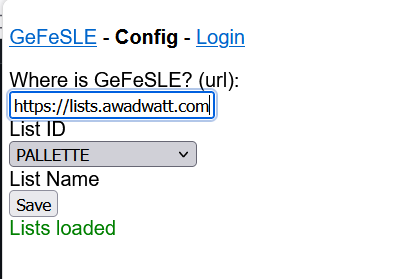 GeFeSLE - Config - Login
Where is GeFeSLE? (url):
https://lists.awadwatt.com
List ID
PALLETTE
List Name
Save
Lists loaded